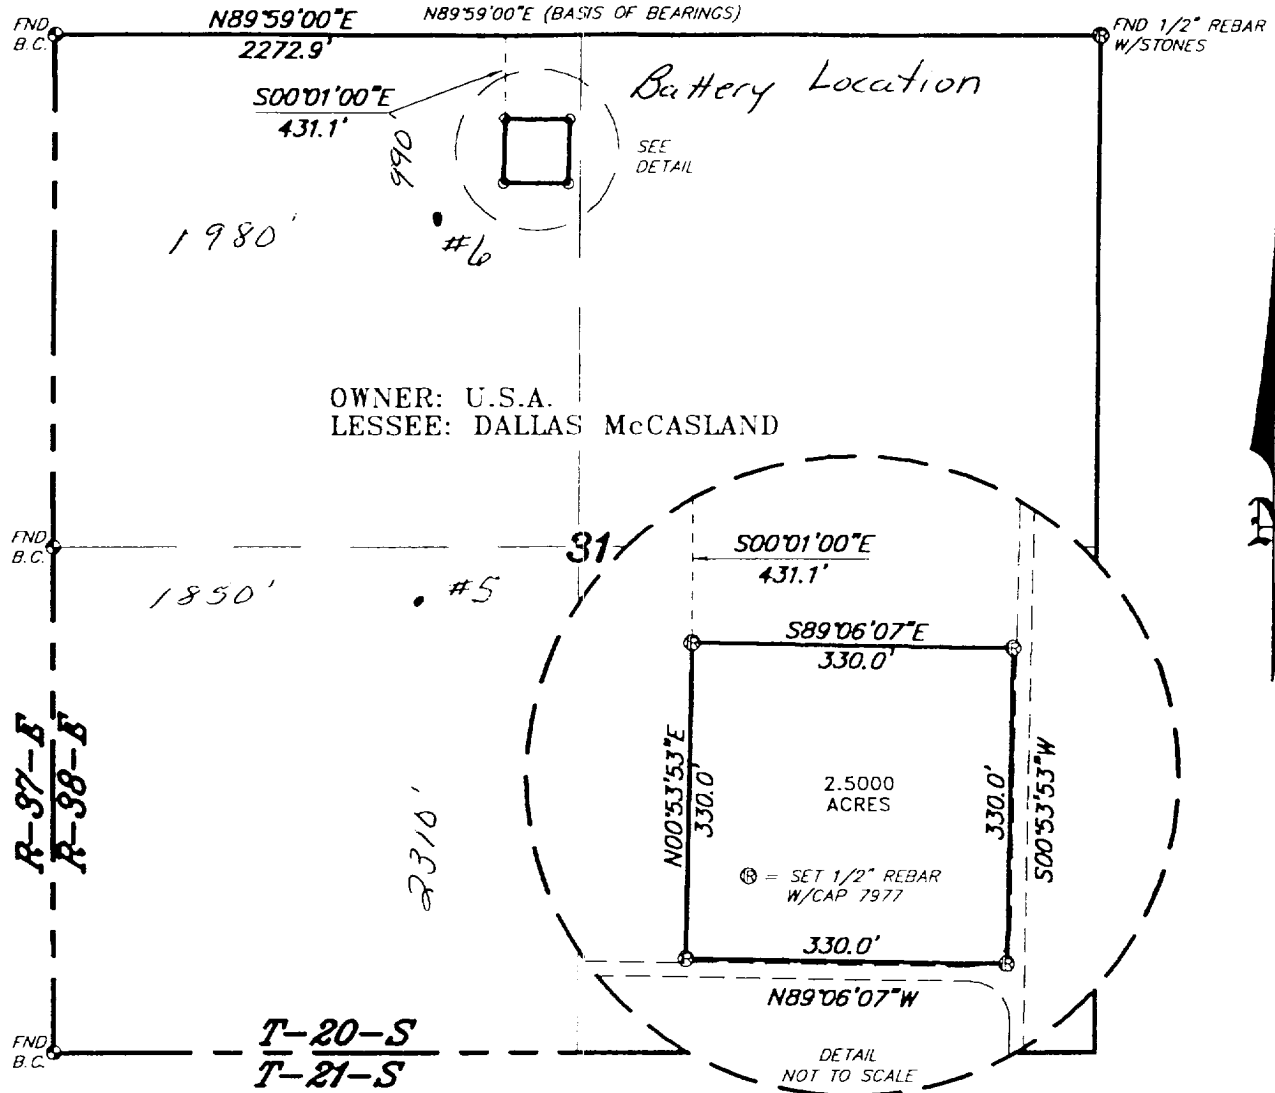 N89°59'00"E
N89°59'00"E (BASIS OF BEARINGS)
FND
B.C.
2272.9'
FND 1/2" REBAR
W/STONES
S00°01'00"E
431.1'
Battery Location
990
SEE
DETAIL
1980'
#6
OWNER: U.S.A.
LESSEE: DALLAS McCASLAND
FND
B.C.
31
S00°01'00"E
431.1'
1850'
#5
S89°06'07"E
330.0'
R-37-E
R-38-E
N00°53'53"E
330.0'
2.5000
ACRES
330.0'
S00°53'53"W
2310'
R = SET 1/2" REBAR
W/CAP 7977
330.0'
N89°06'07"W
FND
B.C.
T-20-S
T-21-S
DETAIL
NOT TO SCALE